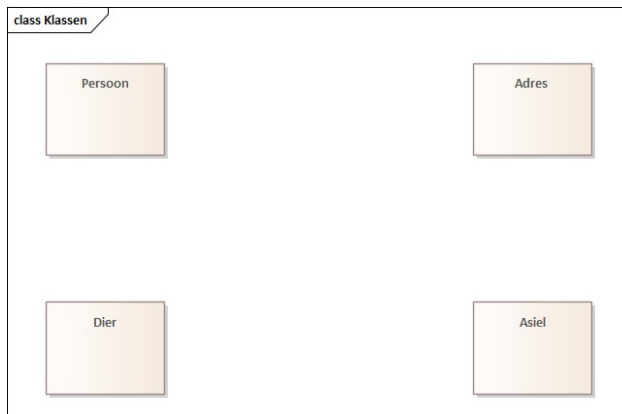 class Klassen
Persoon
Adres
Dier
Asiel